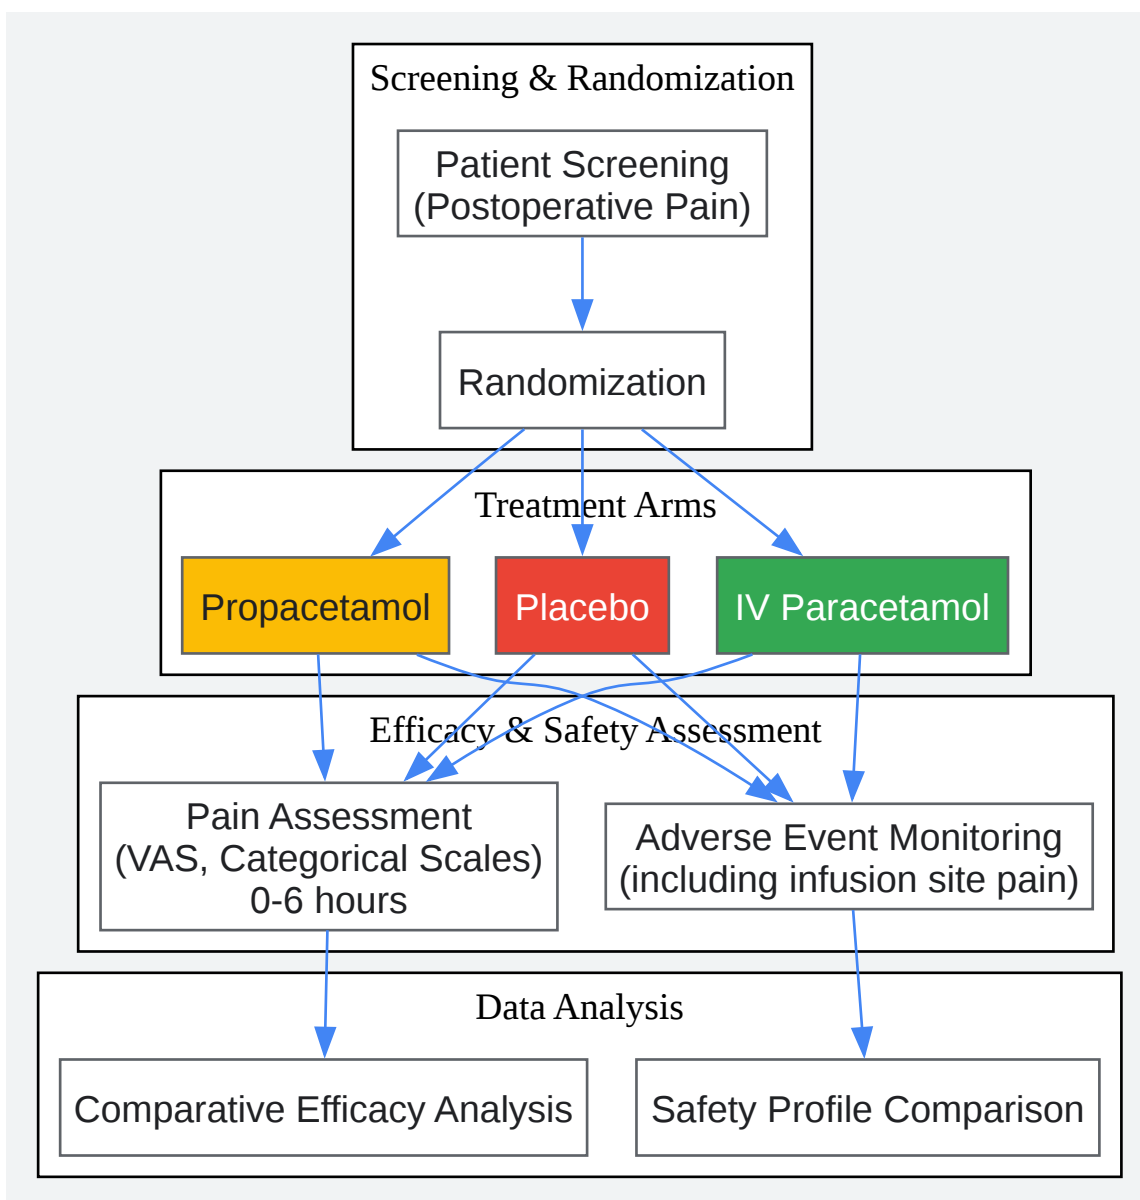 Screening & Randomization
Patient Screening
(Postoperative Pain)
Randomization
Treatment Arms
Propacetamol
Placebo
IV Paracetamol
Efficacy & Safety Assessment
Pain Assessment
(VAS, Categorical Scales)
0-6 hours
Adverse Event Monitoring
(including infusion site pain)
Data Analysis
Comparative Efficacy Analysis
Safety Profile Comparison